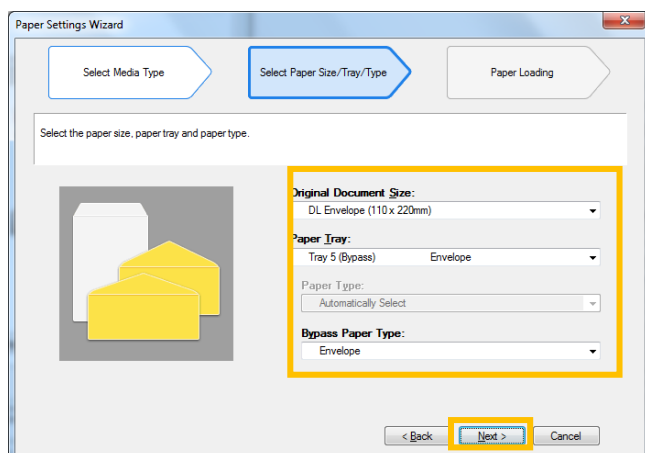 Paper Settings Wizard
Select Media Type
Select Paper Size/Tray/Type
Paper Loading
Select the paper size, paper tray and paper type.
Original Document Size:
DL Envelope (110 x 220mm)
Paper Tray:
Tray 5 (Bypass) Envelope
Paper Type:
Automatically Select
Bypass Paper Type:
Envelope
< Back Next > Cancel